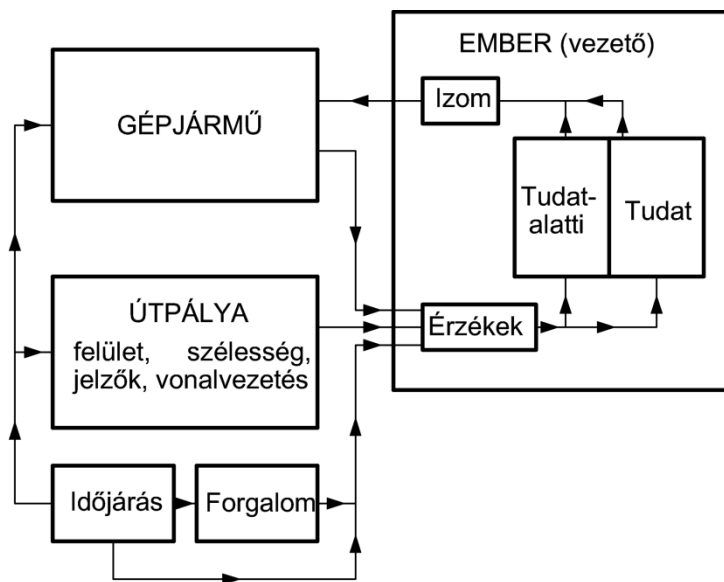 EMBER (vezető)
Izom
GÉPJÁRMŰ
Tudat-
alatti
Tudat
ÚTPÁLYA
felület, szélesség,
jelzők, vonalvezetés
Érzékek
Időjárás
Forgalom